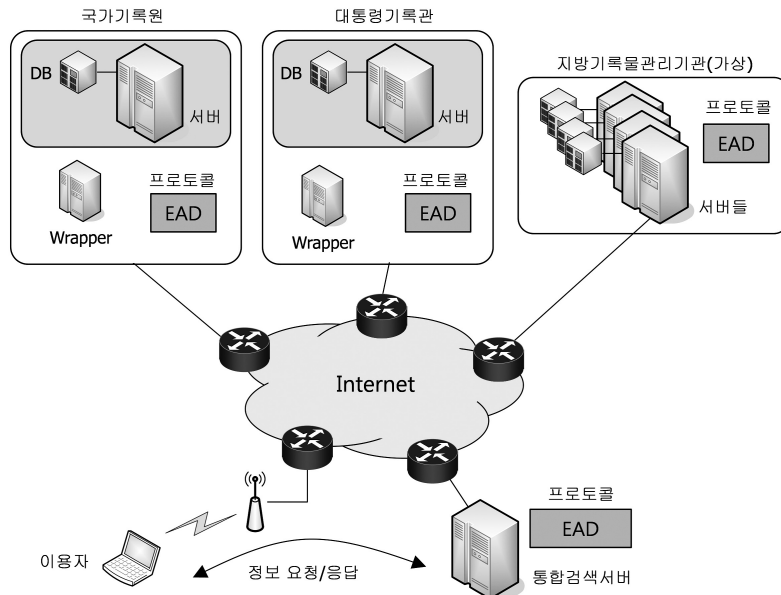 국가기록원
DB
서버
프로토콜
EAD
Wrapper
대통령기록관
DB
서버
프로토콜
EAD
Wrapper
지방기록물관리기관(가상)
프로토콜
EAD
서버들
Internet
이용자
정보 요청/응답
프로토콜
EAD
통합검색서버